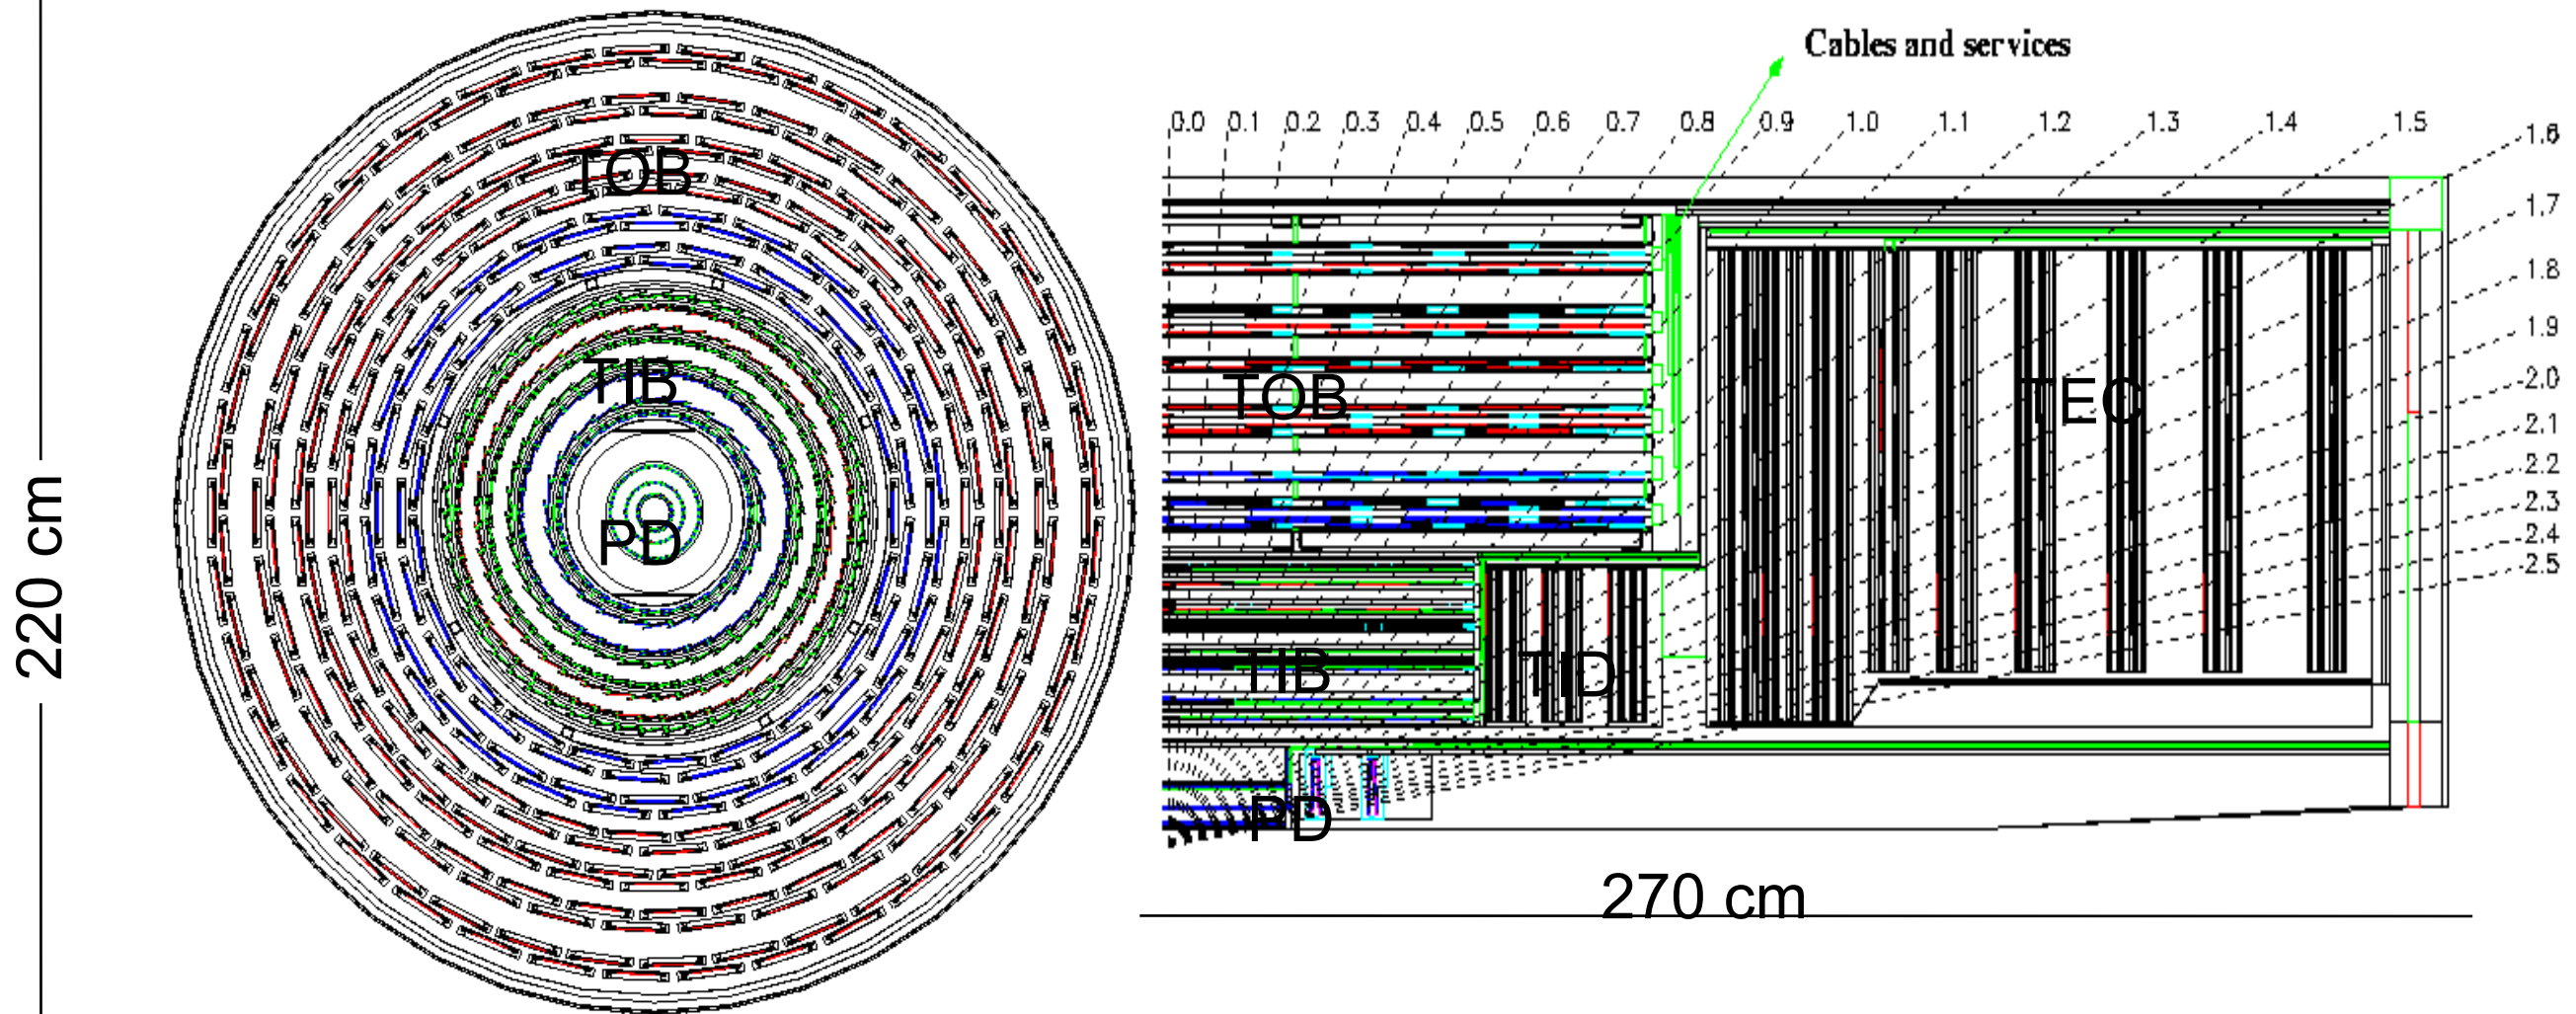 220 cm
TOB
TIB
PD
Cables and services
0.0 0.1 0.2 0.3 0.4 0.5 0.6 0.7 0.8 0.9 1.0 1.1 1.2 1.3 1.4 1.5 1.6
1.7
1.8
1.9
2.0
2.1
2.2
2.3
2.4
2.5
TOB
TEC
TIB
TID
PD
270 cm